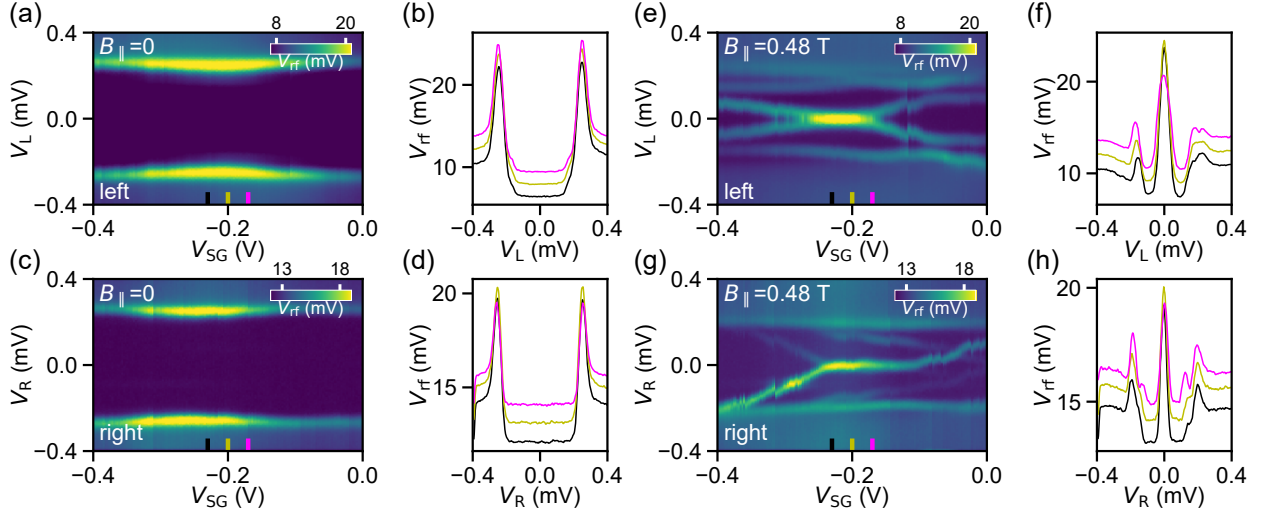 (a)
B∥=0
8 20
V_rf (mV)
left
V_L (mV)
0.4
0.0
−0.4
−0.4 −0.2 0.0
V_SG (V)
(b)
V_rf (mV)
20
10
−0.4 0.0 0.4
V_L (mV)
(e)
B∥=0.48 T
8 20
V_rf (mV)
left
V_L (mV)
0.4
0.0
−0.4
−0.4 −0.2 0.0
V_SG (V)
(f)
V_rf (mV)
20
10
−0.4 0.0 0.4
V_L (mV)
(c)
B∥=0
13 18
V_rf (mV)
right
V_R (mV)
0.4
0.0
−0.4
−0.4 −0.2 0.0
V_SG (V)
(d)
V_rf (mV)
20
15
−0.4 0.0 0.4
V_R (mV)
(g)
B∥=0.48 T
13 18
V_rf (mV)
right
V_R (mV)
0.4
0.0
−0.4
−0.4 −0.2 0.0
V_SG (V)
(h)
V_rf (mV)
20
15
−0.4 0.0 0.4
V_R (mV)